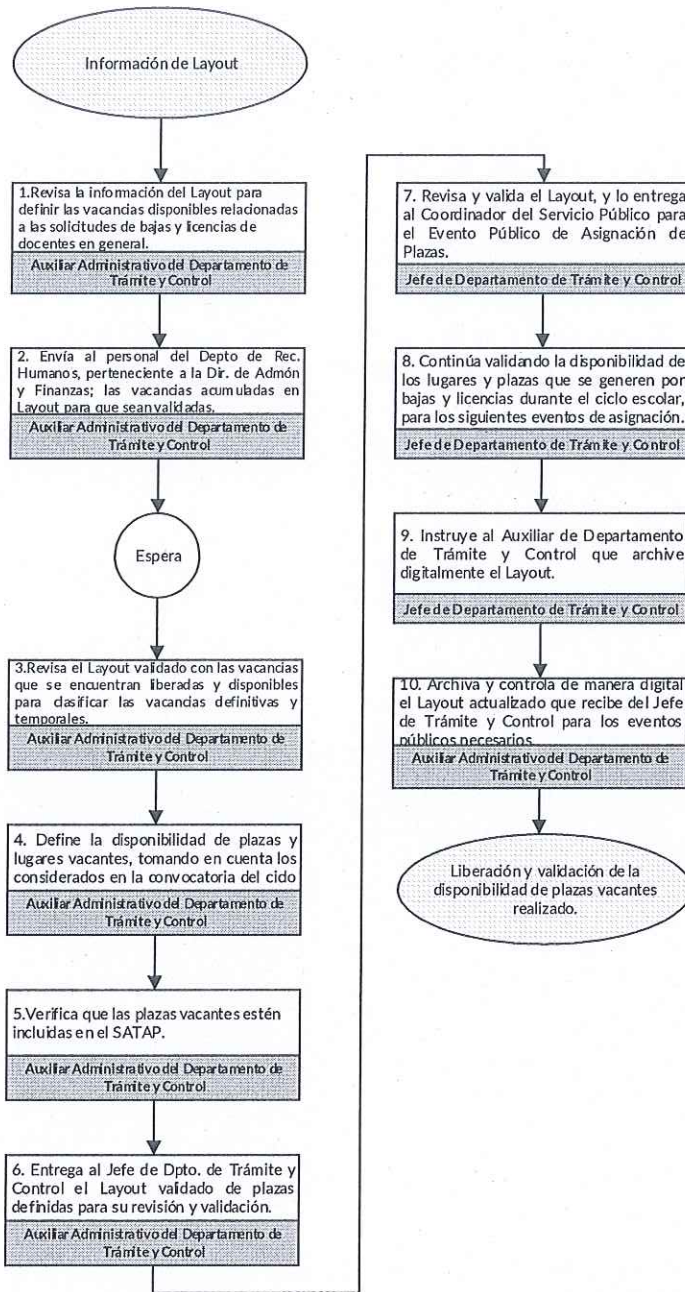 Información de Layout
1.Revisa la información del Layout para
definir las vacancias disponibles relacionadas
a las solicitudes de bajas y licencias de
docentes en general.
Auxiliar Administrativo del Departamento de
Trámite y Control
2. Envía al personal del Depto de Rec.
Humanos, perteneciente a la Dir. de Admón
y Finanzas; las vacancias acumuladas en
Layout para que sean validadas.
Auxiliar Administrativo del Departamento de
Trámite y Control
Espera
3.Revisa el Layout validado con las vacancias
que se encuentran liberadas y disponibles
para clasificar las vacancias definitivas y
temporales.
Auxiliar Administrativo del Departamento de
Trámite y Control
4. Define la disponibilidad de plazas y
lugares vacantes, tomando en cuenta los
considerados en la convocatoria del ciclo
Auxiliar Administrativo del Departamento de
Trámite y Control
5.Verifica que las plazas vacantes estén
incluidas en el SATAP.
Auxiliar Administrativo del Departamento de
Trámite y Control
6. Entrega al Jefe de Dpto. de Trámite y
Control el Layout validado de plazas
definidas para su revisión y validación.
Auxiliar Administrativo del Departamento de
Trámite y Control
7. Revisa y valida el Layout, y lo entrega
al Coordinador del Servicio Público para
el Evento Público de Asignación de
Plazas.
Jefe de Departamento de Trámite y Control
8. Continúa validando la disponibilidad de
los lugares y plazas que se generen por
bajas y licencias durante el ciclo escolar,
para los siguientes eventos de asignación.
Jefe de Departamento de Trámite y Control
9. Instruye al Auxiliar de Departamento
de Trámite y Control que archive
digitalmente el Layout.
Jefe de Departamento de Trámite y Control
10. Archiva y controla de manera digital
el Layout actualizado que recibe del Jefe
de Trámite y Control para los eventos
públicos necesarios
Auxiliar Administrativo del Departamento de
Trámite y Control
Liberación y validación de la
disponibilidad de plazas vacantes
realizado.